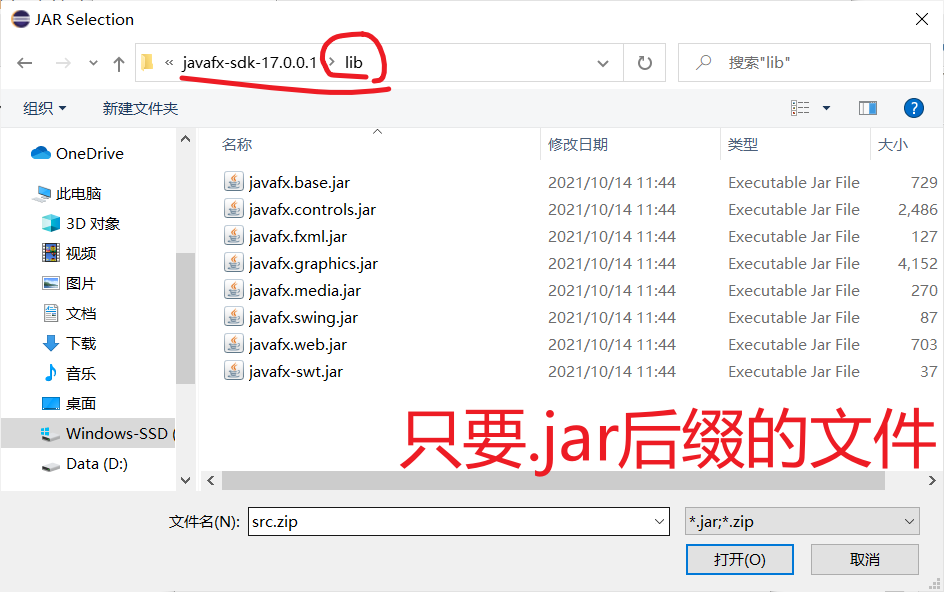 JAR Selection
« javafx-sdk-17.0.0.1 › lib
搜索"lib"
组织
新建文件夹
?
名称 修改日期 类型 大小
OneDrive
此电脑
3D 对象
视频
图片
文档
下载
音乐
桌面
Windows-SSD (
Data (D:)
javafx.base.jar 2021/10/14 11:44 Executable Jar File 729
javafx.controls.jar 2021/10/14 11:44 Executable Jar File 2,486
javafx.fxml.jar 2021/10/14 11:44 Executable Jar File 127
javafx.graphics.jar 2021/10/14 11:44 Executable Jar File 4,152
javafx.media.jar 2021/10/14 11:44 Executable Jar File 270
javafx.swing.jar 2021/10/14 11:44 Executable Jar File 87
javafx.web.jar 2021/10/14 11:44 Executable Jar File 703
javafx-swt.jar 2021/10/14 11:44 Executable Jar File 37
只要.jar后缀的文件
文件名(N): src.zip *.jar;*.zip
打开(O) 取消